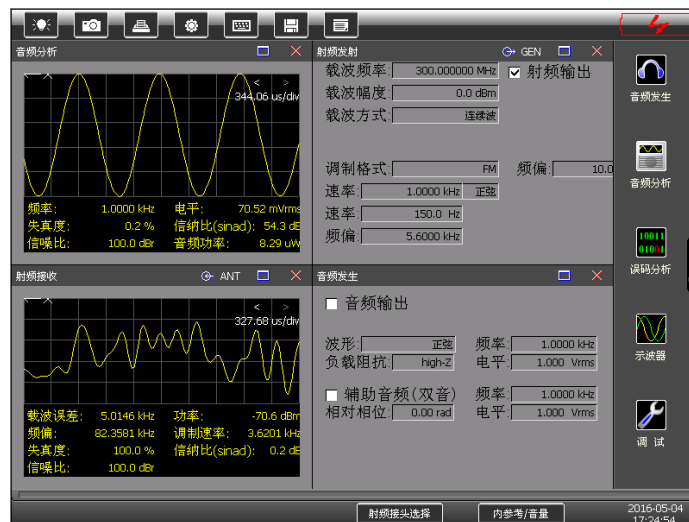 音频分析
344.06 us/div
频率: 1.0000 kHz 电平: 70.52 mVrms
失真度: 0.2 % 信纳比(sinad): 54.3 dB
信噪比: 100.0 dBr 音频功率: 8.29 uW
射频发射 GEN
载波频率: 300.000000 MHz 射频输出
载波幅度: 0.0 dBm
载波方式: 连续波
调制格式: FM 频偏: 10.0
速率: 1.0000 kHz 正弦
速率: 150.0 Hz
频偏: 5.6000 kHz
射频接收 ANT
327.68 us/div
载波误差: 5.0146 kHz 功率: -70.6 dBm
频偏: 82.3581 kHz 调制速率: 3.6201 kHz
失真度: 100.0 % 信纳比(sinad): 0.2 dB
信噪比: 100.0 dBr
音频发生
音频输出
波形: 正弦 频率: 1.0000 kHz
负载阻抗: high-Z 电平: 1.000 Vrms
辅助音频(双音) 频率: 1.0000 kHz
相对相位: 0.00 rad 电平: 1.000 Vrms
音频发生
音频分析
10011
01001
误码分析
示波器
调 试
射频接头选择 内参考/音量
2016-05-04
17:24:54